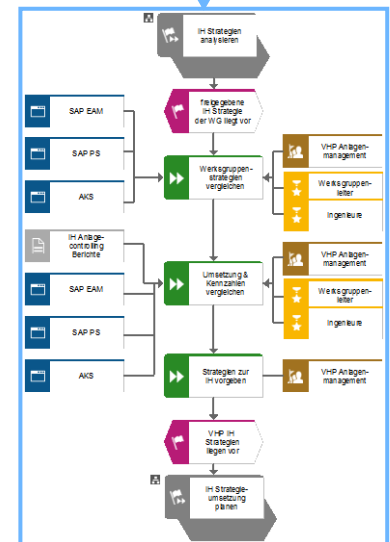 IH Strategien
analysieren
freigegebene
IH Strategie
der WG liegt vor
SAP EAM
SAP PS
AKS
Werksgruppen-
strategien
vergleichen
VHP Anlagen-
management
Werksgruppen-
leiter
Ingenieure
IH Anlage-
controlling
Berichte
SAP EAM
SAP PS
AKS
Umsetzung &
Kennzahlen
vergleichen
VHP Anlagen-
management
Werksgruppen-
leiter
Ingenieure
Strategien zur
IH vorgeben
VHP Anlagen-
management
VHP IH
Strategien
liegen vor
IH Strategie-
umsetzung
planen